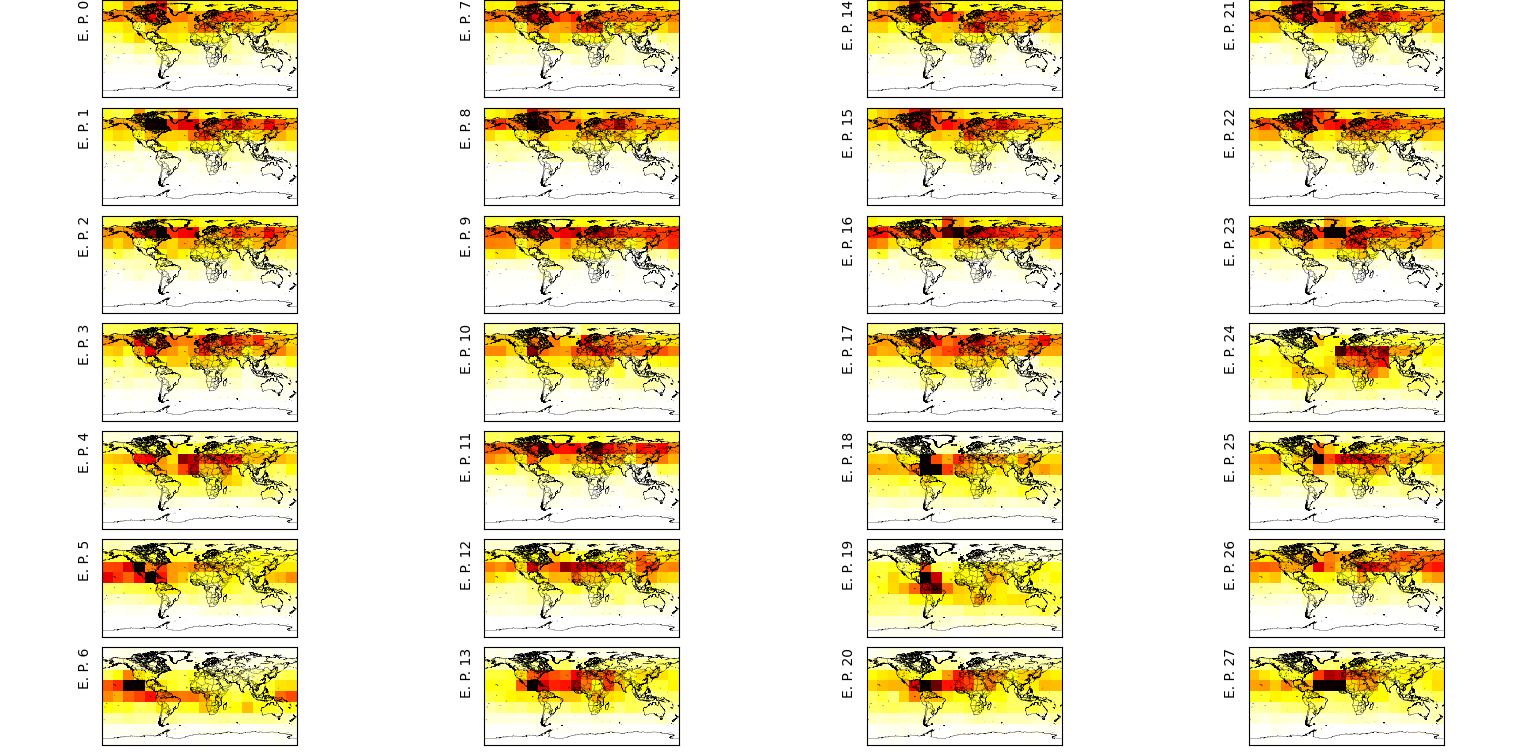 E. P. 0
E. P. 7
E. P. 14
E. P. 21
E. P. 1
E. P. 8
E. P. 15
E. P. 22
E. P. 2
E. P. 9
E. P. 16
E. P. 23
E. P. 3
E. P. 10
E. P. 17
E. P. 24
E. P. 4
E. P. 11
E. P. 18
E. P. 25
E. P. 5
E. P. 12
E. P. 19
E. P. 26
E. P. 6
E. P. 13
E. P. 20
E. P. 27